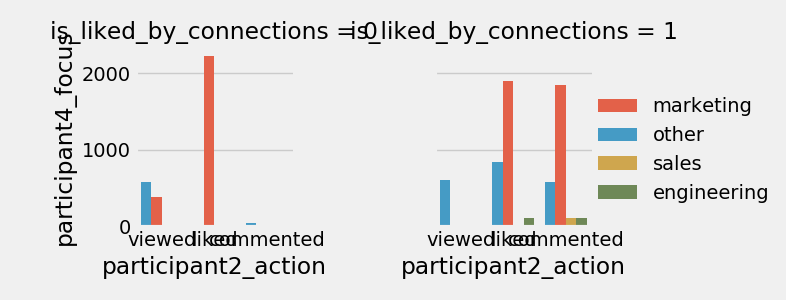 is_liked_by_connections = 0
is_liked_by_connections = 1
participant4_focus
2000
1000
0
viewed
liked
commented
viewed
liked
commented
participant2_action
participant2_action
marketing
other
sales
engineering